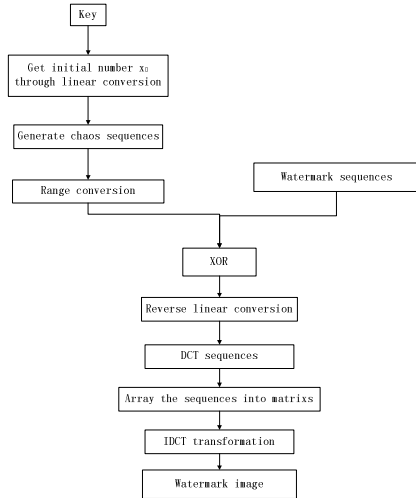 Key
Get initial number x
through linear conversion
Generate chaos sequences
Range conversion
Watermark sequences
XOR
Reverse linear conversion
DCT sequences
Array the sequences into matrixs
IDCT transformation
Watermark image